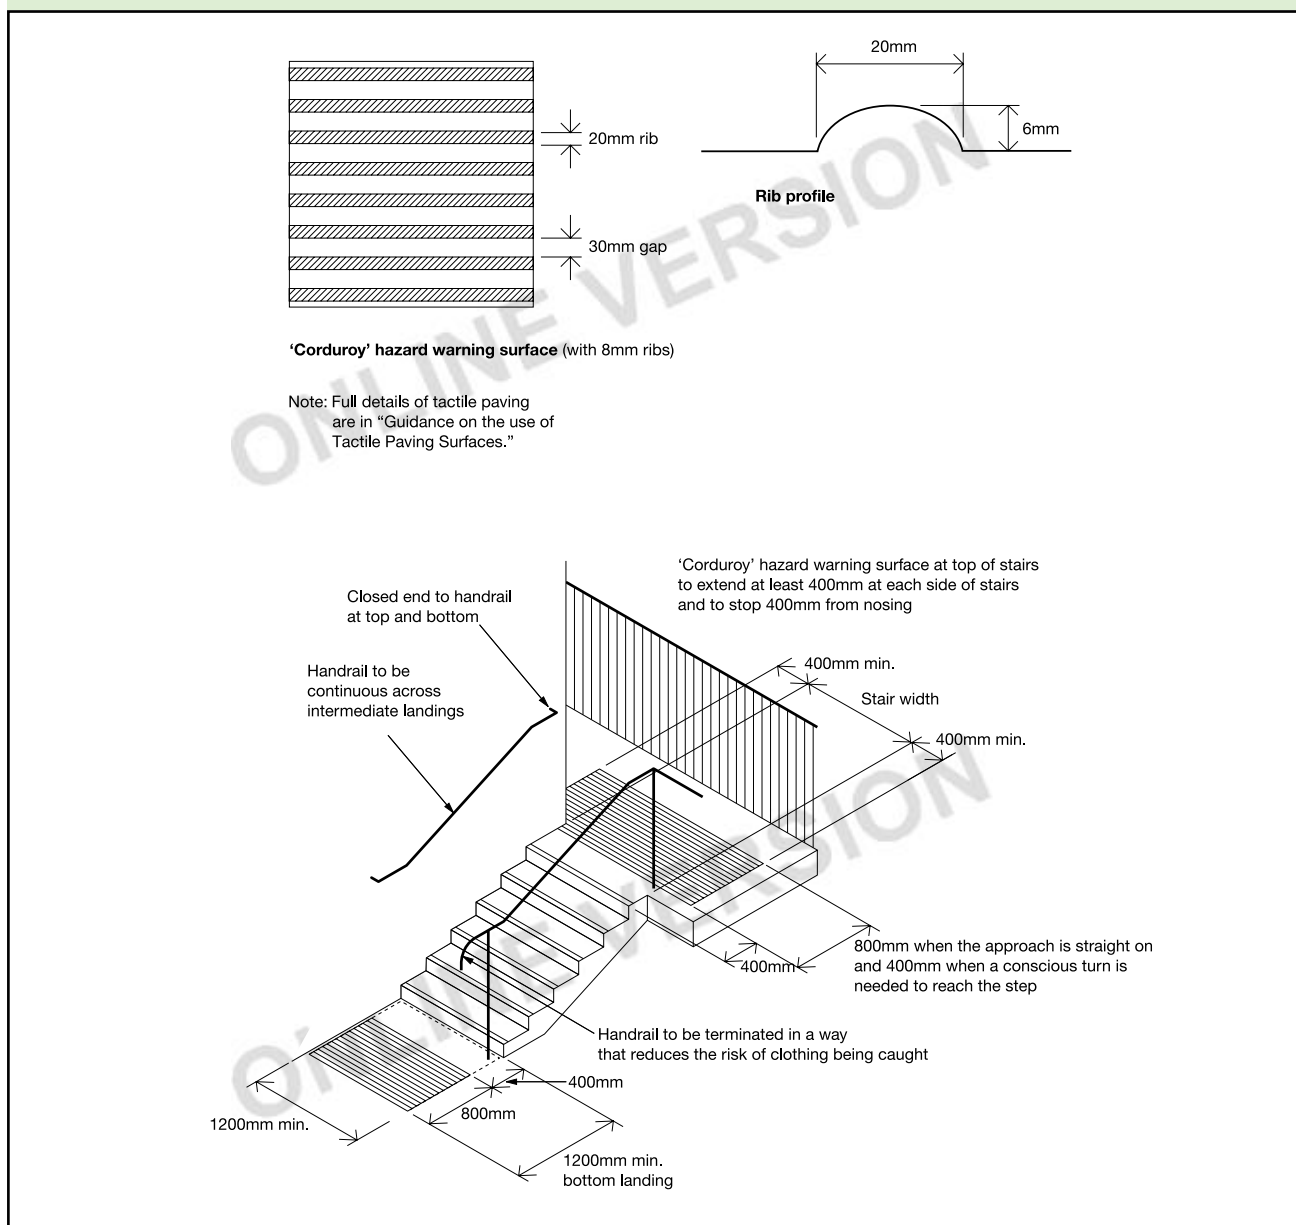 20mm
20mm rib
6mm
Rib profile
30mm gap
‘Corduroy’ hazard warning surface (with 8mm ribs)
Note: Full details of tactile paving
are in “Guidance on the use of
Tactile Paving Surfaces.”
ONLINE VERSION
‘Corduroy’ hazard warning surface at top of stairs
to extend at least 400mm at each side of stairs
and to stop 400mm from nosing
Closed end to handrail
at top and bottom
Handrail to be
continuous across
intermediate landings
400mm min.
Stair width
400mm min.
800mm when the approach is straight on
and 400mm when a conscious turn is
needed to reach the step
400mm
Handrail to be terminated in a way
that reduces the risk of clothing being caught
400mm
800mm
1200mm min.
1200mm min.
bottom landing
ONLINE VERSION